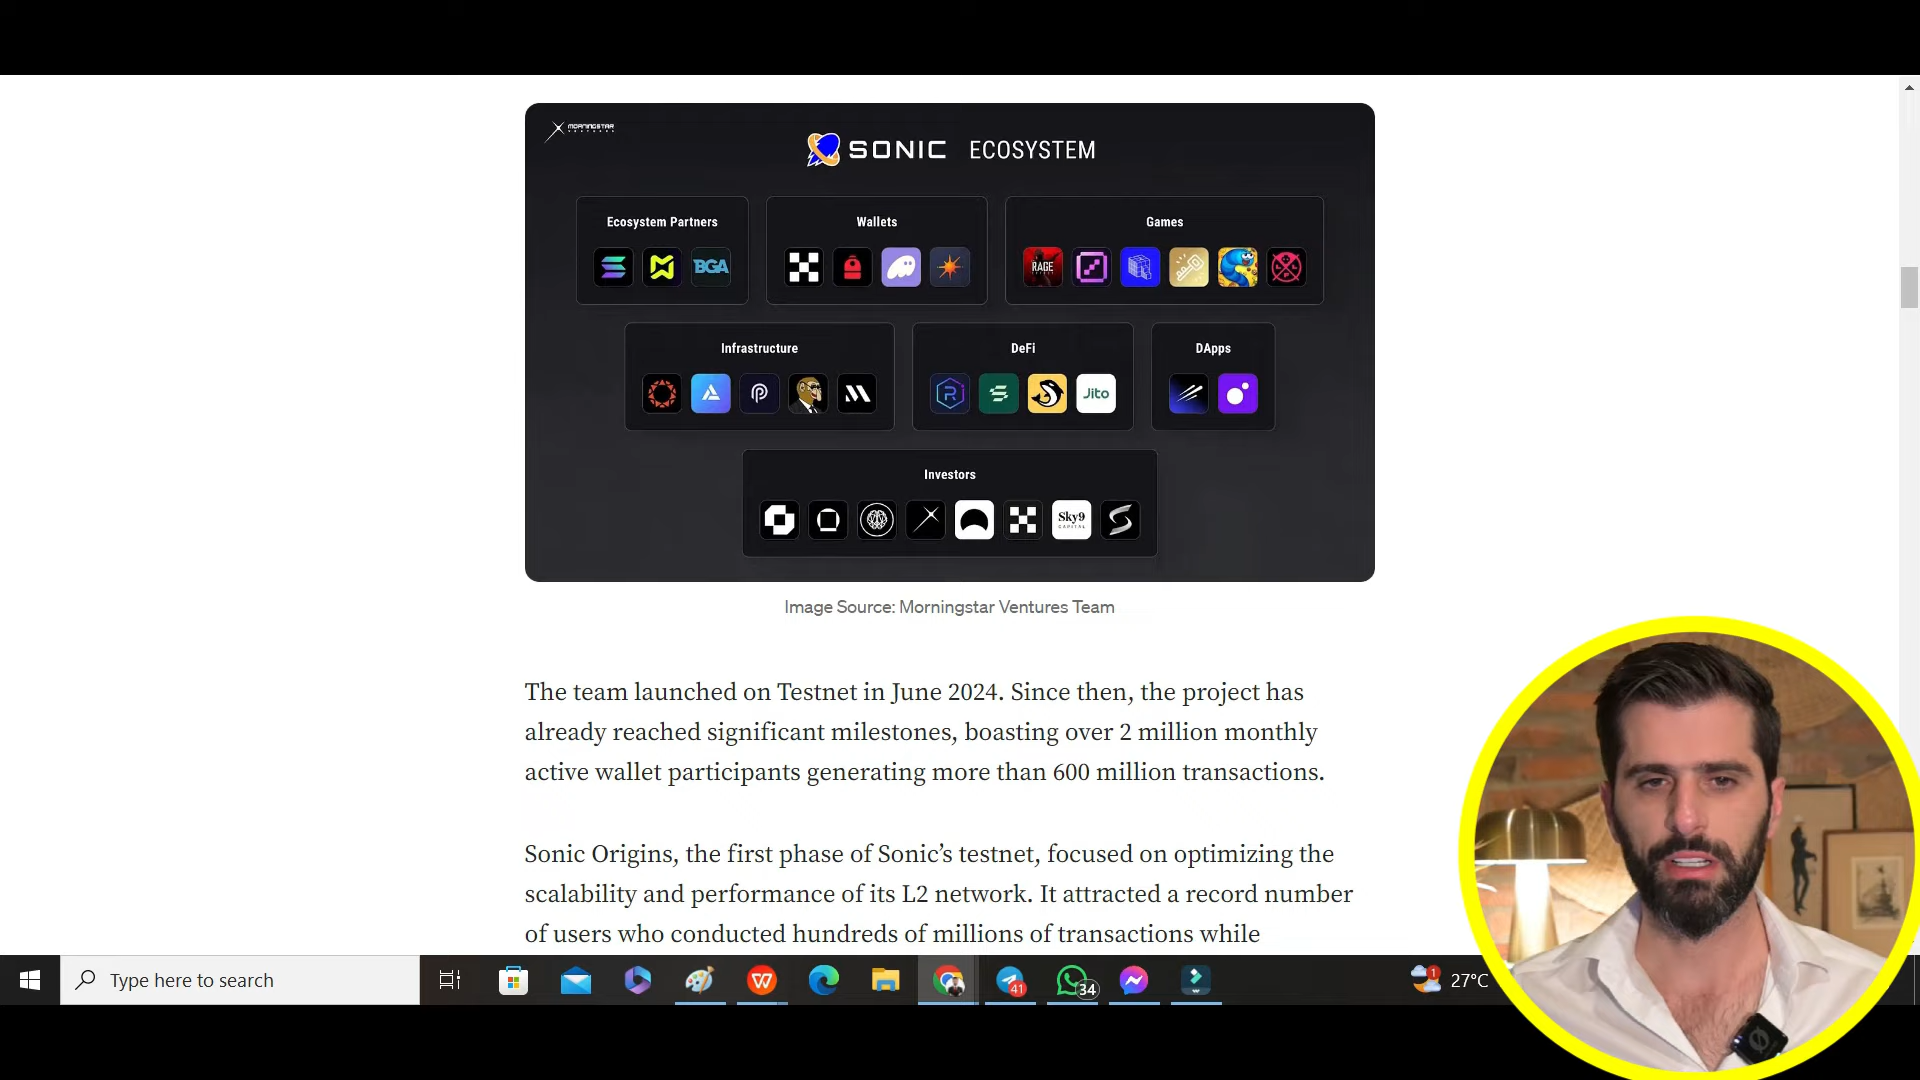 MORNINGSTAR
VENTURES
SONIC ECOSYSTEM
Ecosystem Partners
Wallets
Games
BGA
RAGE
Infrastructure
DeFi
DApps
Jito
Investors
Sky9
CAPITAL
Image Source: Morningstar Ventures Team
The team launched on Testnet in June 2024. Since then, the project has
already reached significant milestones, boasting over 2 million monthly
active wallet participants generating more than 600 million transactions.
Sonic Origins, the first phase of Sonic’s testnet, focused on optimizing the
scalability and performance of its L2 network. It attracted a record number
of users who conducted hundreds of millions of transactions while
Type here to search
41
34
1
27°C